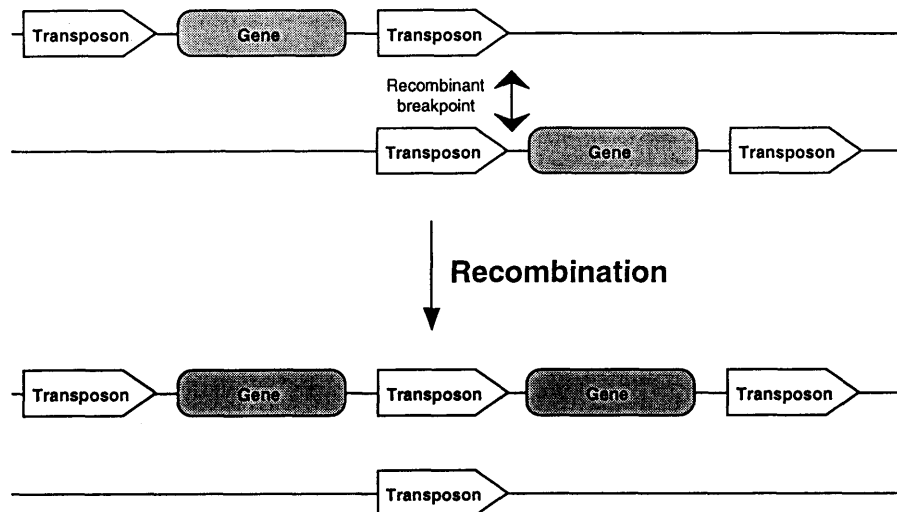 Transposon Gene Transposon
Recombinant
breakpoint
Transposon Gene Transposon
Recombination
Transposon Gene Transposon Gene Transposon
Transposon